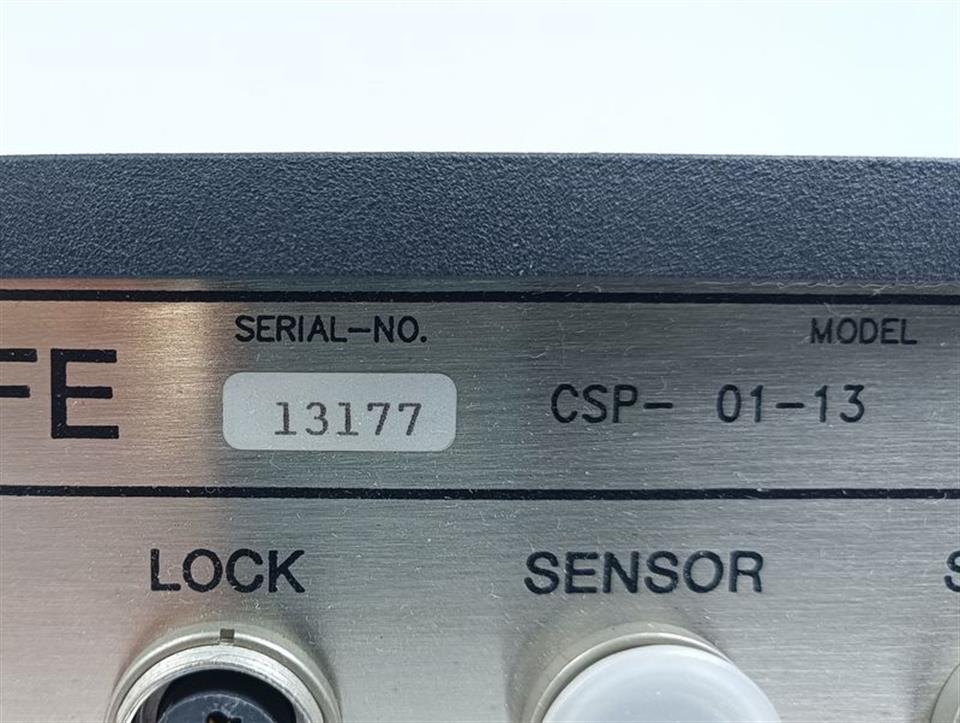 SERIAL-NO. MODEL
FE 13177 CSP- 01-13
LOCK SENSOR S